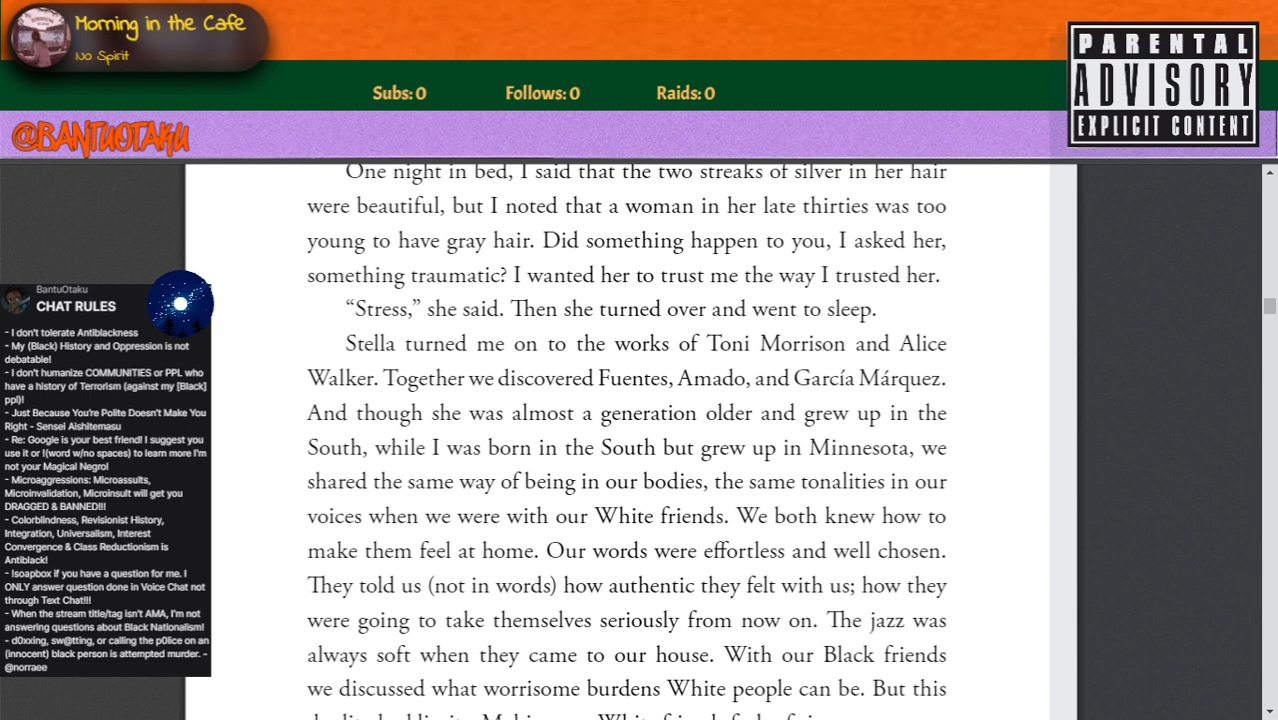 Morning in the Cafe
No Spirit
Subs: 0
Follows: 0
Raids: 0
PARENTAL
ADVISORY
EXPLICIT CONTENT
@BANTUOTAKU
One night in bed, I said that the two streaks of silver in her hair
were beautiful, but I noted that a woman in her late thirties was too
young to have gray hair. Did something happen to you, I asked her,
something traumatic? I wanted her to trust me the way I trusted her.
“Stress,” she said. Then she turned over and went to sleep.
Stella turned me on to the works of Toni Morrison and Alice
Walker. Together we discovered Fuentes, Amado, and García Márquez.
And though she was almost a generation older and grew up in the
South, while I was born in the South but grew up in Minnesota, we
shared the same way of being in our bodies, the same tonalities in our
voices when we were with our White friends. We both knew how to
make them feel at home. Our words were effortless and well chosen.
They told us (not in words) how authentic they felt with us; how they
were going to take themselves seriously from now on. The jazz was
always soft when they came to our house. With our Black friends
we discussed what worrisome burdens White people can be. But this
BantuOtaku
CHAT RULES
- I don't tolerate Antiblackness
- My (Black) History and Oppression is not
debatable!
- I don't humanize COMMUNITIES or PPL who
have a history of Terrorism (against my [Black]
ppl)!
- Just Because You're Polite Doesn't Make You
Right - Sensei Aishitemasu
- Re: Google is your best friend! I suggest you
use it or !(word w/no spaces) to learn more I'm
not your Magical Negro!
- Microaggressions: Microassults,
Microinvalidation, Microinsult will get you
DRAGGED & BANNED!!!
- Colorblindness, Revisionist History,
Integration, Universalism, Interest
Convergence & Class Reductionism is
Antiblack!
- !soapbox if you have a question for me. I
ONLY answer question done in Voice Chat not
through Text Chat!!!
- When the stream title/tag isn't AMA, I'm not
answering questions about Black Nationalism!
- d0xxing, sw@tting, or calling the p0lice on an
(innocent) black person is attempted murder. -
@norraee